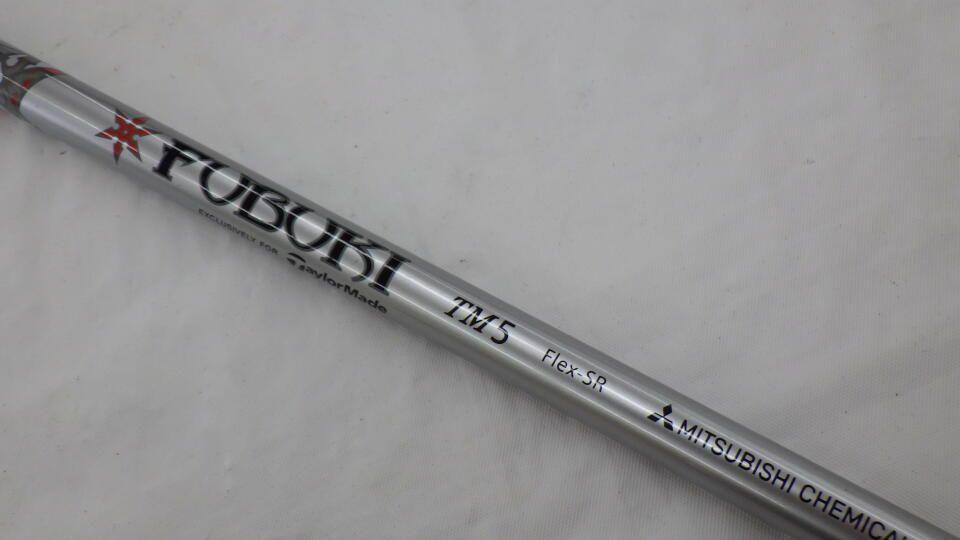 FUBUKI
EXCLUSIVELY FOR TaylorMade
TM5
Flex-SR
MITSUBISHI CHEMICAL